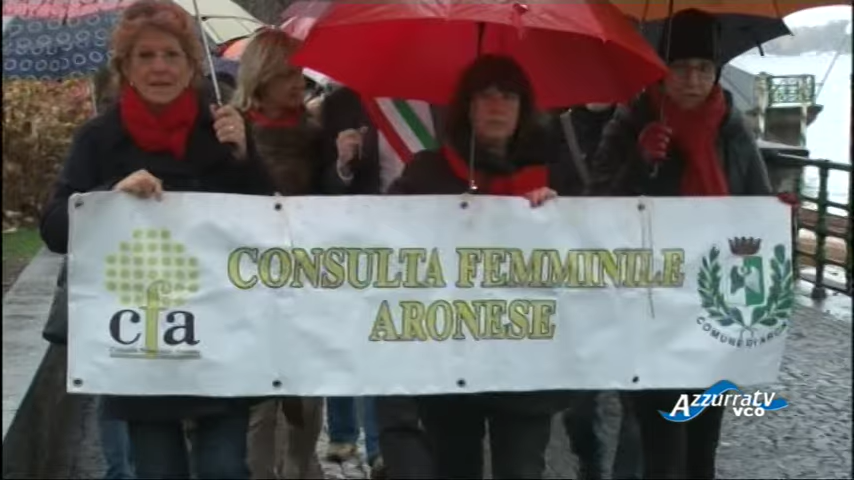 CONSULTA FEMMINILE
ARONESE
cfa
COMUNE DI ARONA
AZZURRATV
VCO